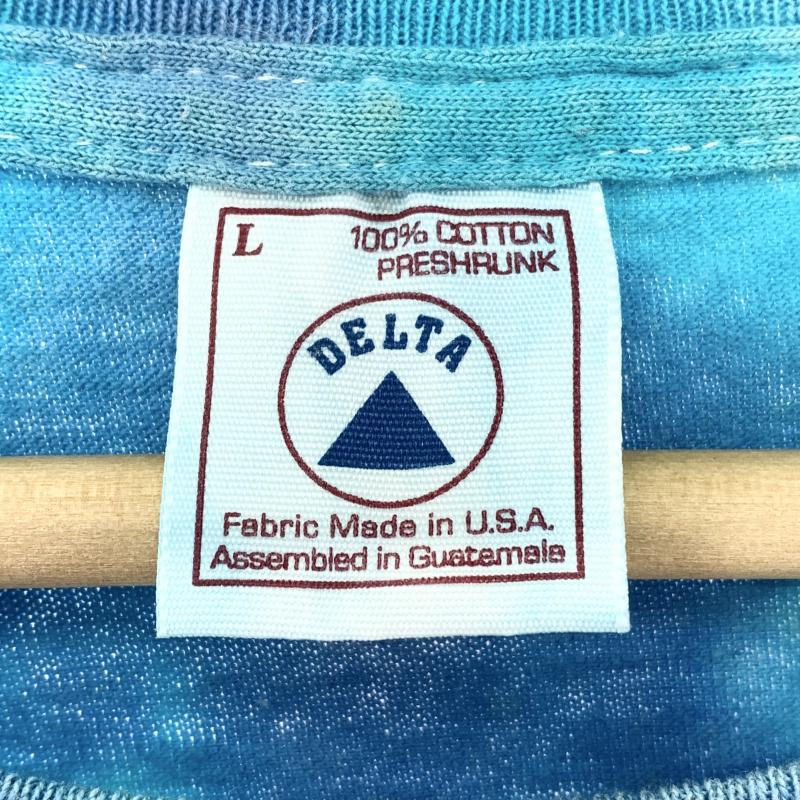 L
100% COTTON
PRESHRUNK
DELTA
Fabric Made in U.S.A.
Assembled in Guatemala